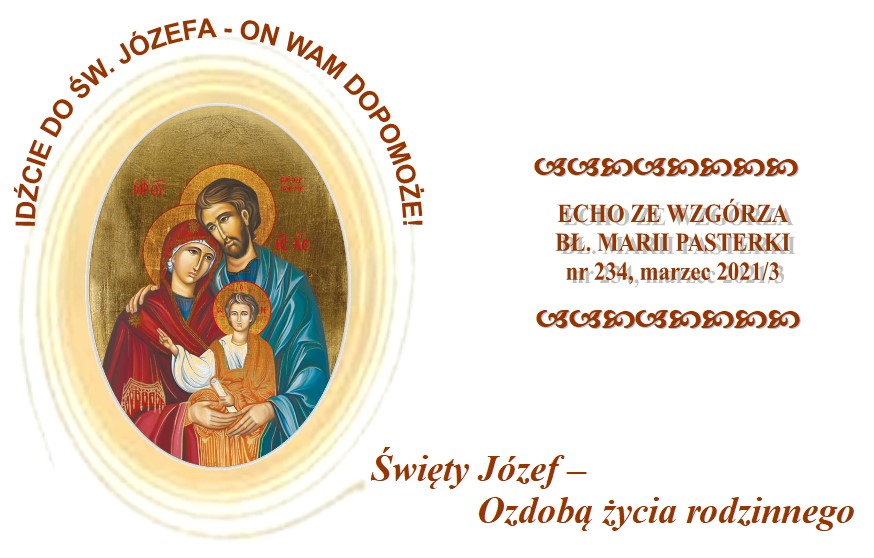 IDŹCIE DO ŚW. JÓZEFA - ON WAM DOPOMOŻE!
ECHO ZE WZGÓRZA
BŁ. MARII PASTERKI
nr 234, marzec 2021/3
Święty Józef –
Ozdobą życia rodzinnego